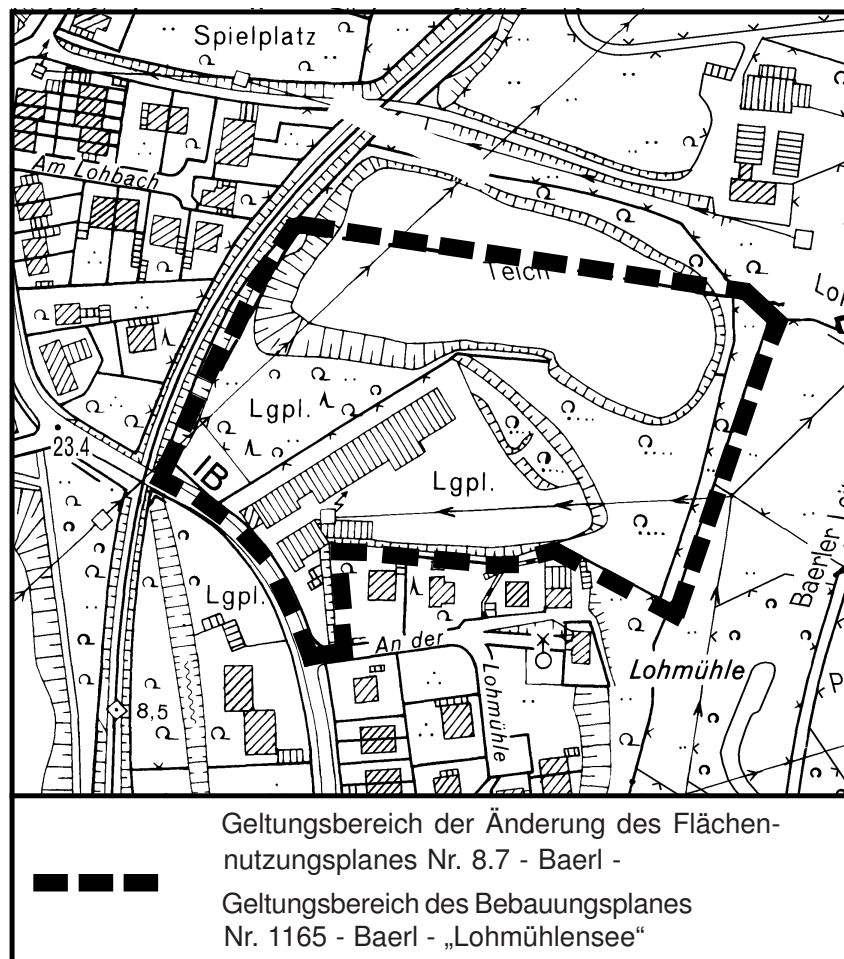 Spielplatz
Am Lohbach
Teich
Lgpl.
23.4
IB
Lgpl.
Lgpl.
Baerler
An der
Lohmühle
Lohmühle
8,5
Geltungsbereich der Änderung des Flächen-
nutzungsplanes Nr. 8.7 - Baerl -
Geltungsbereich des Bebauungsplanes
Nr. 1165 - Baerl - „Lohmühlensee“